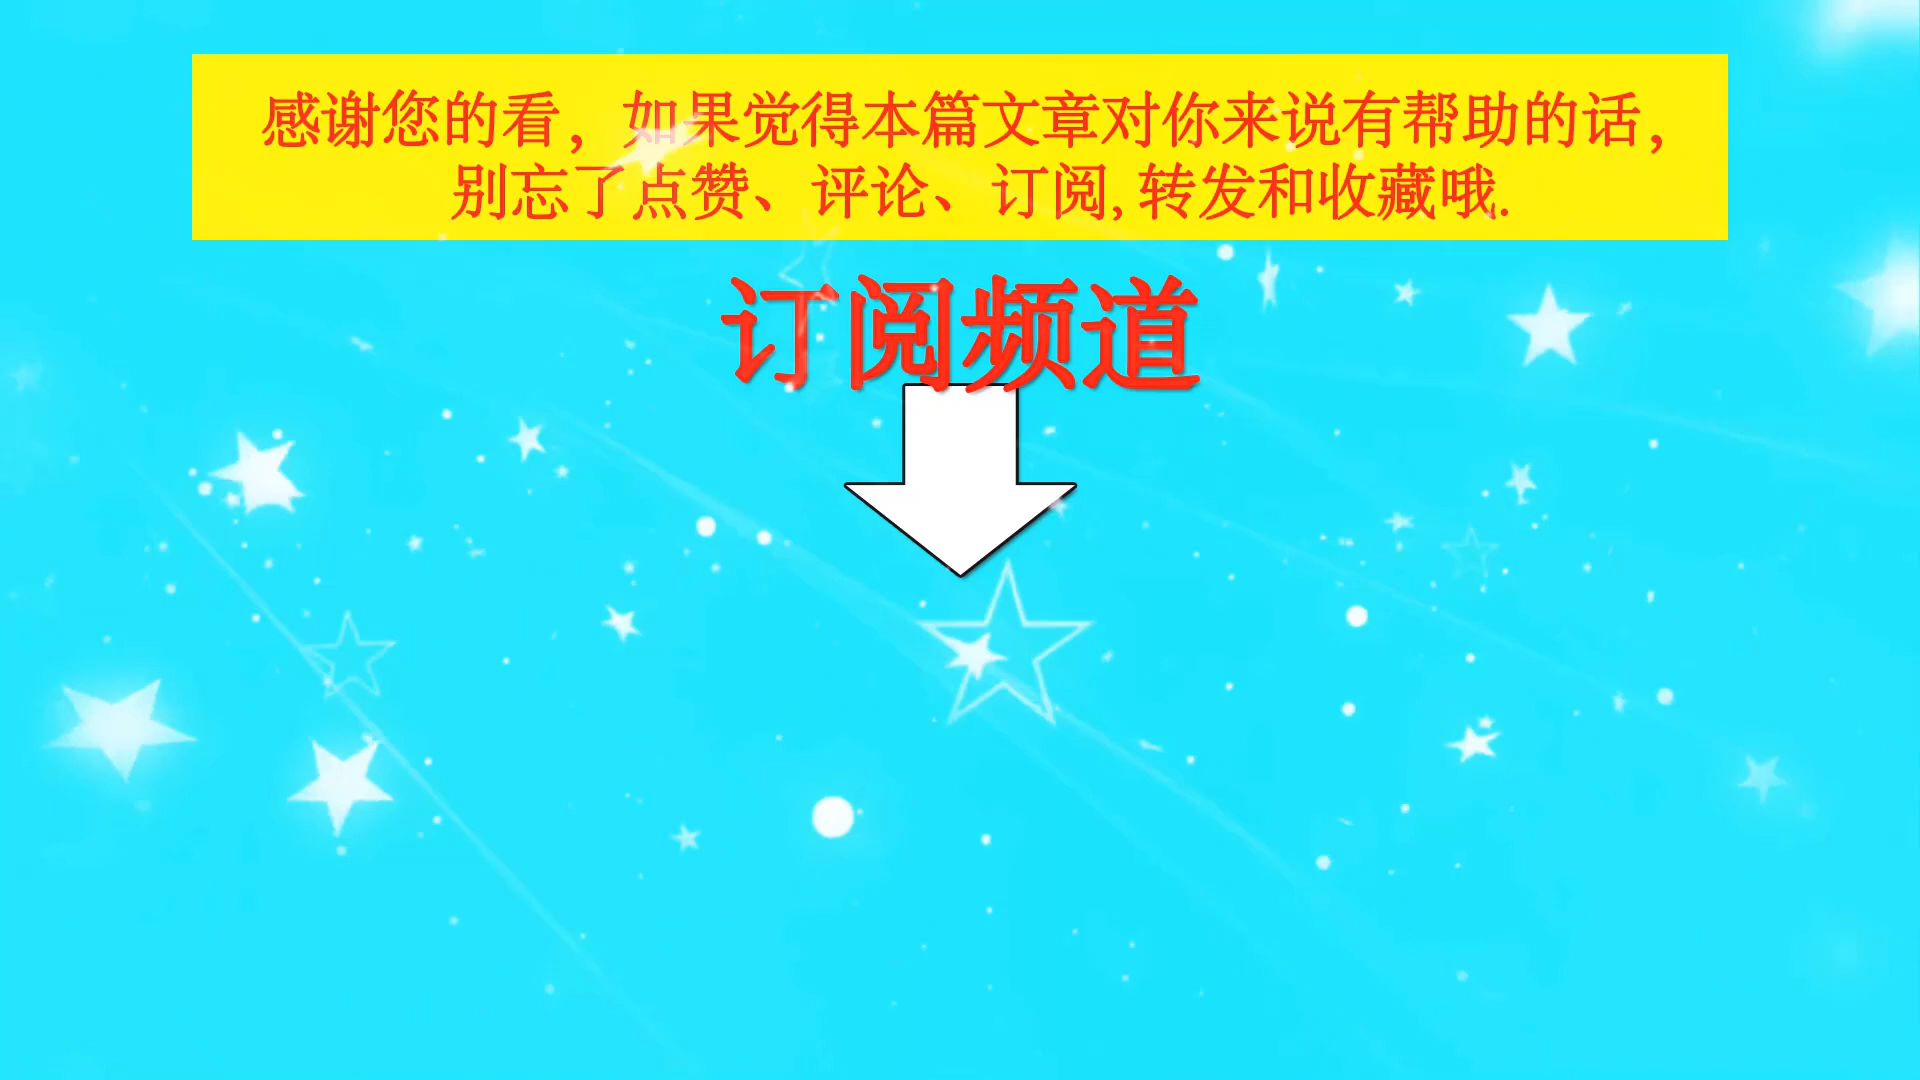 感谢您的看，如果觉得本篇文章对你来说有帮助的话，
别忘了点赞、评论、订阅,转发和收藏哦.
订阅频道